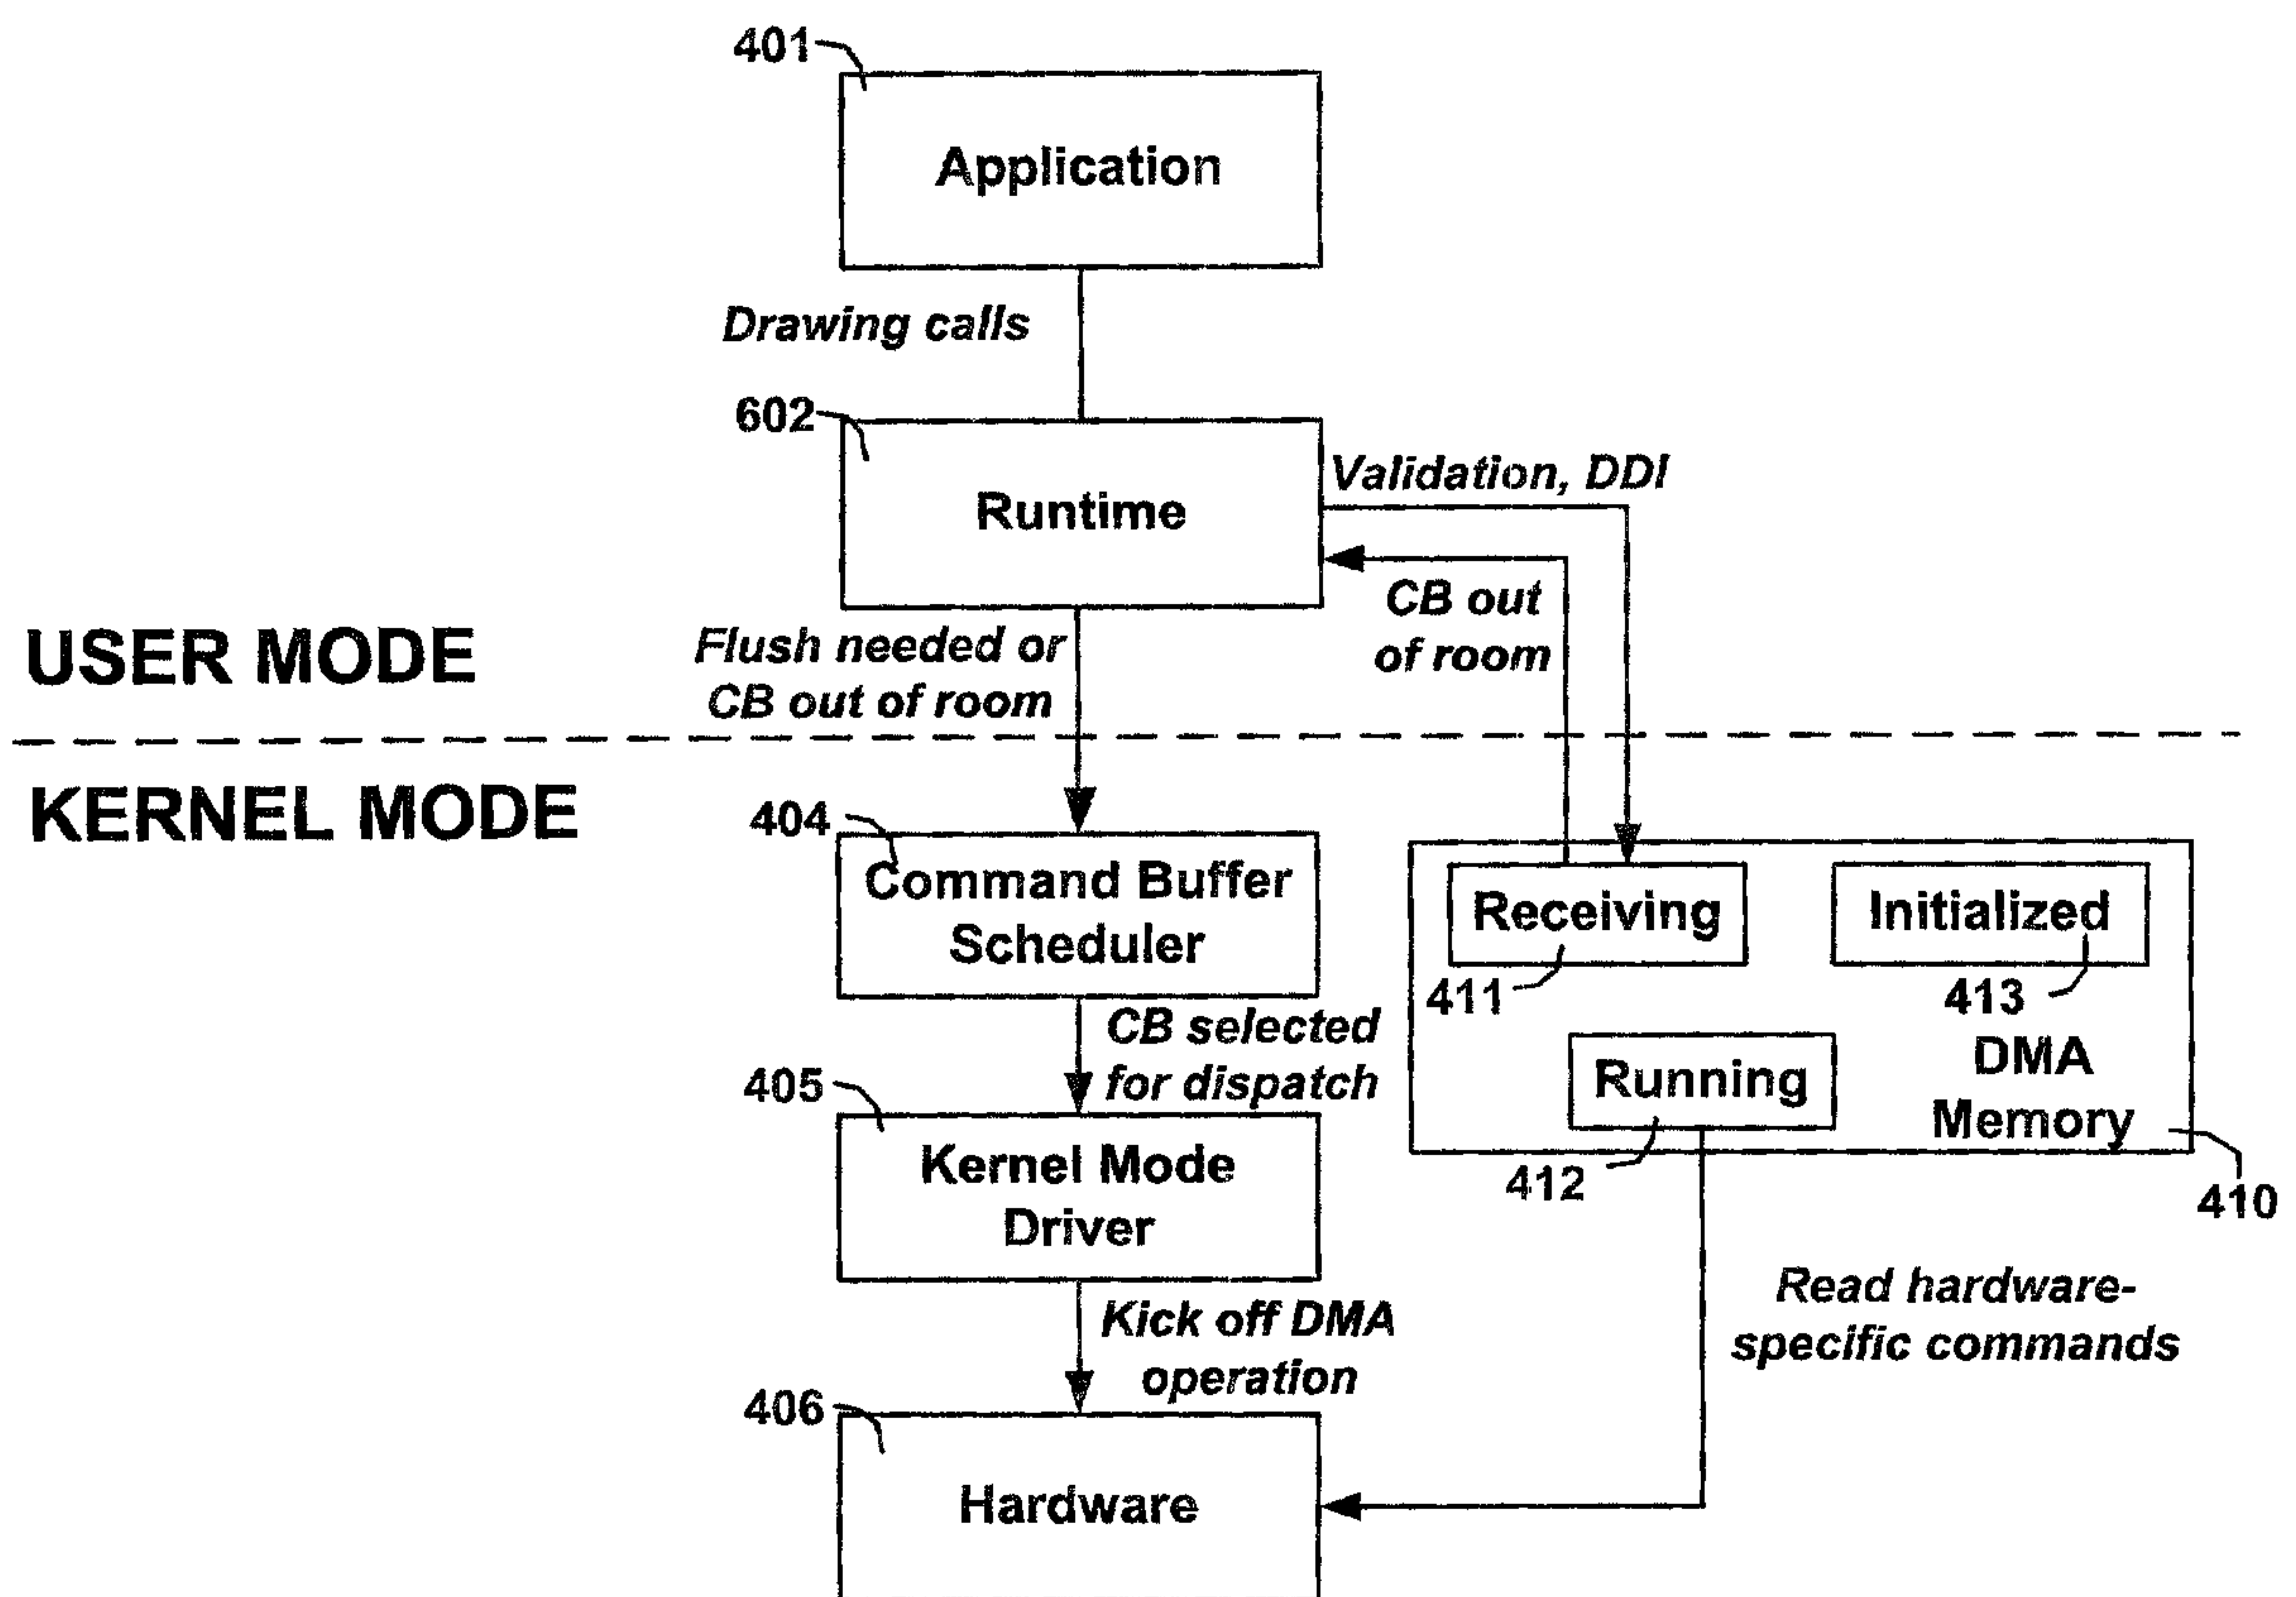 401
Application
Drawing calls
602
Runtime
Validation, DDI
CB out
of room
USER MODE
Flush needed or
CB out of room
KERNEL MODE
404
Command Buffer
Scheduler
Receiving
Initialized
411
413
CB selected
for dispatch
DMA
Memory
Running
405
412
410
Kernel Mode
Driver
Kick off DMA
operation
Read hardware-
specific commands
406
Hardware